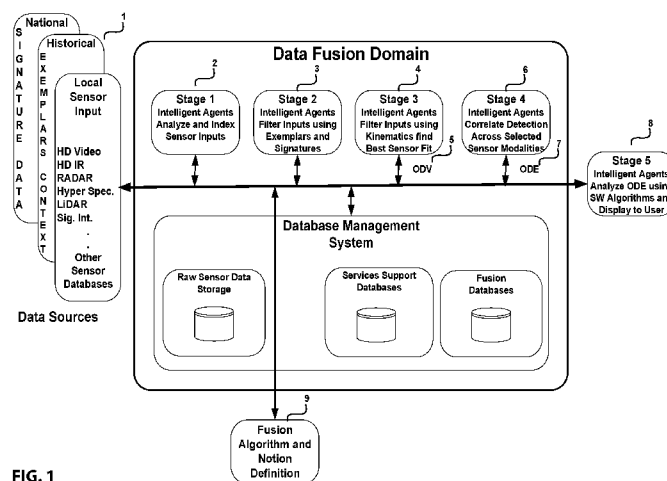 National
SIGNATURE DATA
Historical
EXEMPLARS CONTEXT
1
Local
Sensor
Input
HD Video
HD IR
RADAR
Hyper Spec.
LiDAR
Sig. Int.
.
.
Other
Sensor
Databases
Data Sources
Data Fusion Domain
2
Stage 1
Intelligent Agents
Analyze and Index
Sensor Inputs
3
Stage 2
Intelligent Agents
Filter Inputs using
Exemplars and
Signatures
4
Stage 3
Intelligent Agents
Filter Inputs using
Kinematics find
Best Sensor Fit
5
ODV
6
Stage 4
Intelligent Agents
Correlate Detection
Across Selected
Sensor Modalities
7
ODE
8
Stage 5
Intelligent Agents
Analyze ODE using
SW Algorithms and
Display to User
Database Management
System
Raw Sensor Data
Storage
Services Support
Databases
Fusion
Databases
9
Fusion
Algorithm and
Notion
Definition
FIG. 1